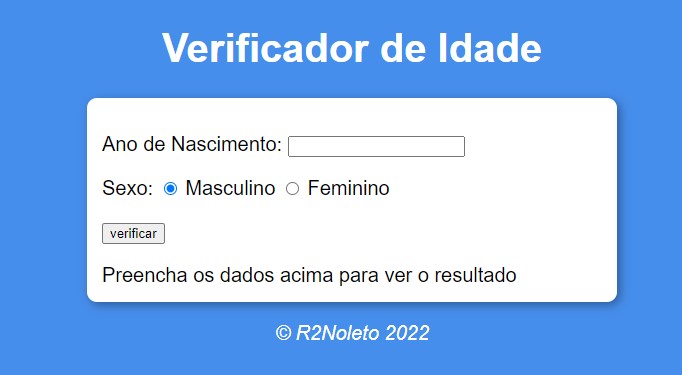 Verificador de Idade
Ano de Nascimento:
Sexo: Masculino Feminino
verificar
Preencha os dados acima para ver o resultado
© R2Noleto 2022